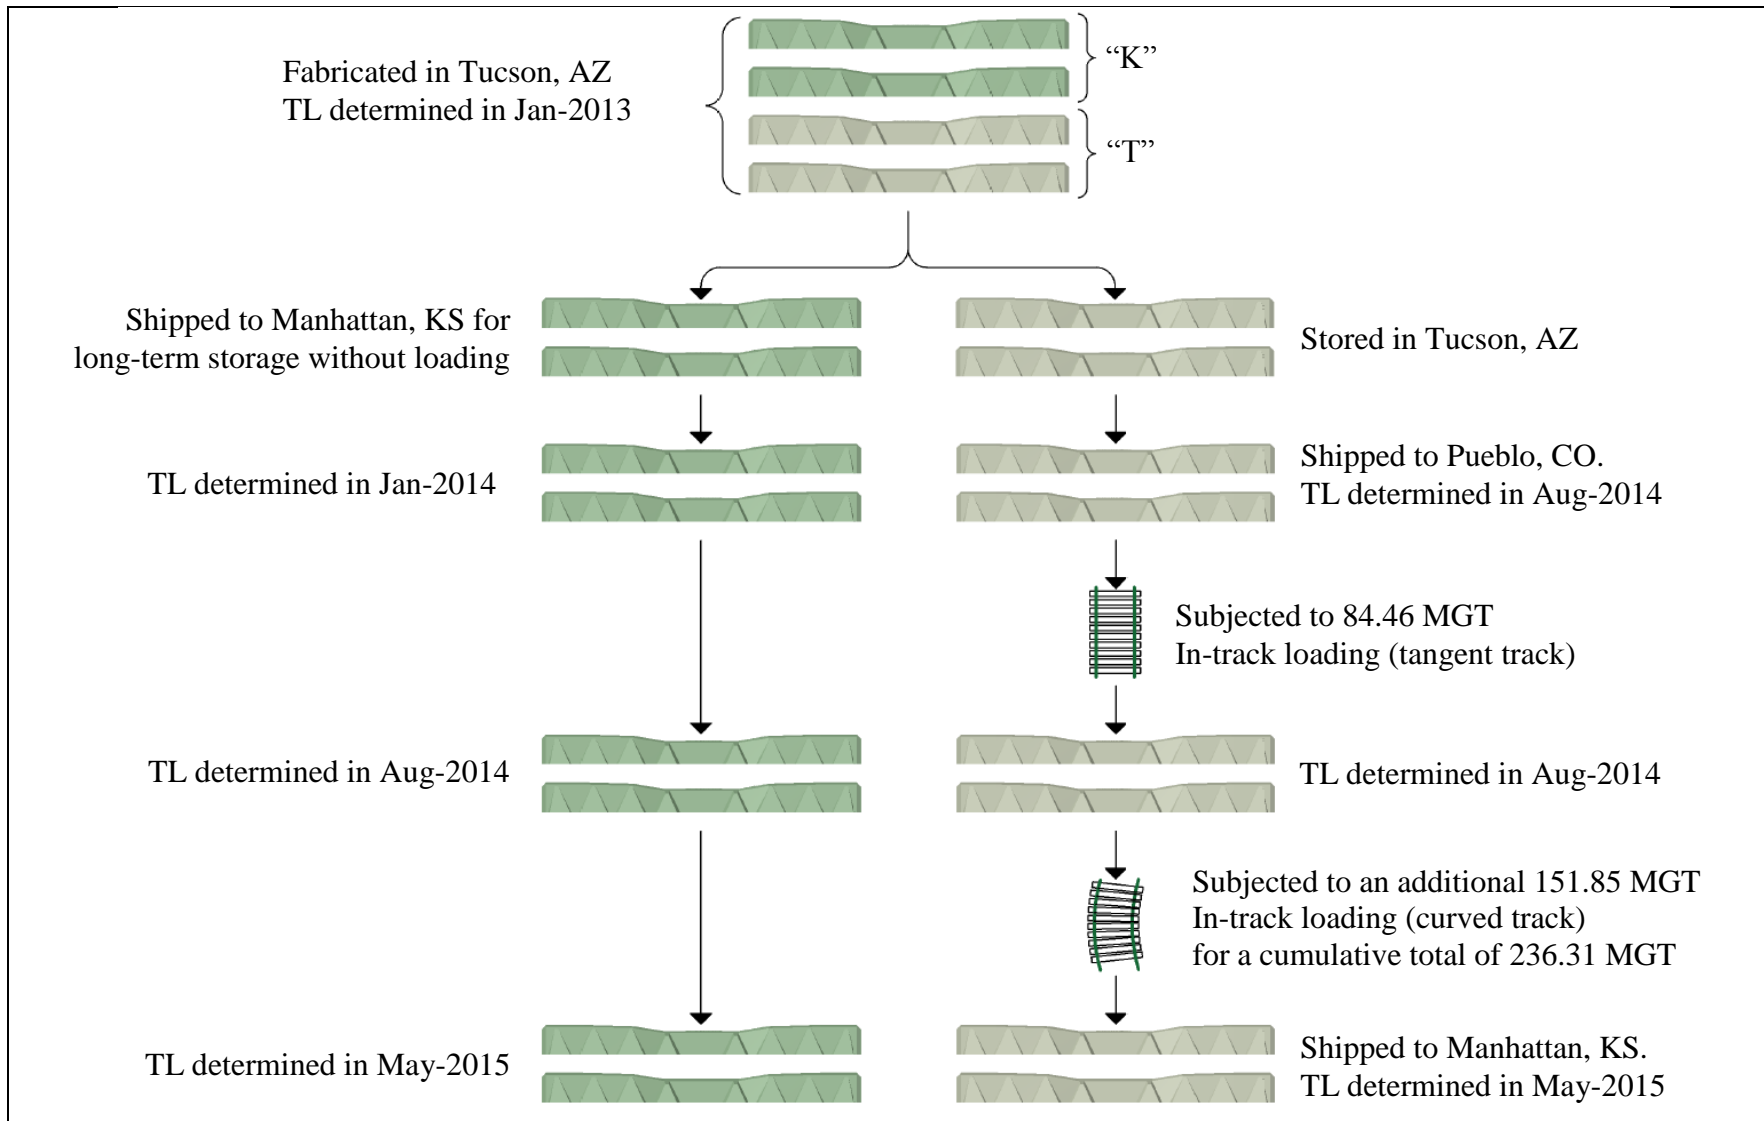 Fabricated in Tucson, AZ
TL determined in Jan-2013
“K”
“T”
Shipped to Manhattan, KS for
long-term storage without loading
Stored in Tucson, AZ
TL determined in Jan-2014
Shipped to Pueblo, CO.
TL determined in Aug-2014
Subjected to 84.46 MGT
In-track loading (tangent track)
TL determined in Aug-2014
TL determined in Aug-2014
Subjected to an additional 151.85 MGT
In-track loading (curved track)
for a cumulative total of 236.31 MGT
TL determined in May-2015
Shipped to Manhattan, KS.
TL determined in May-2015